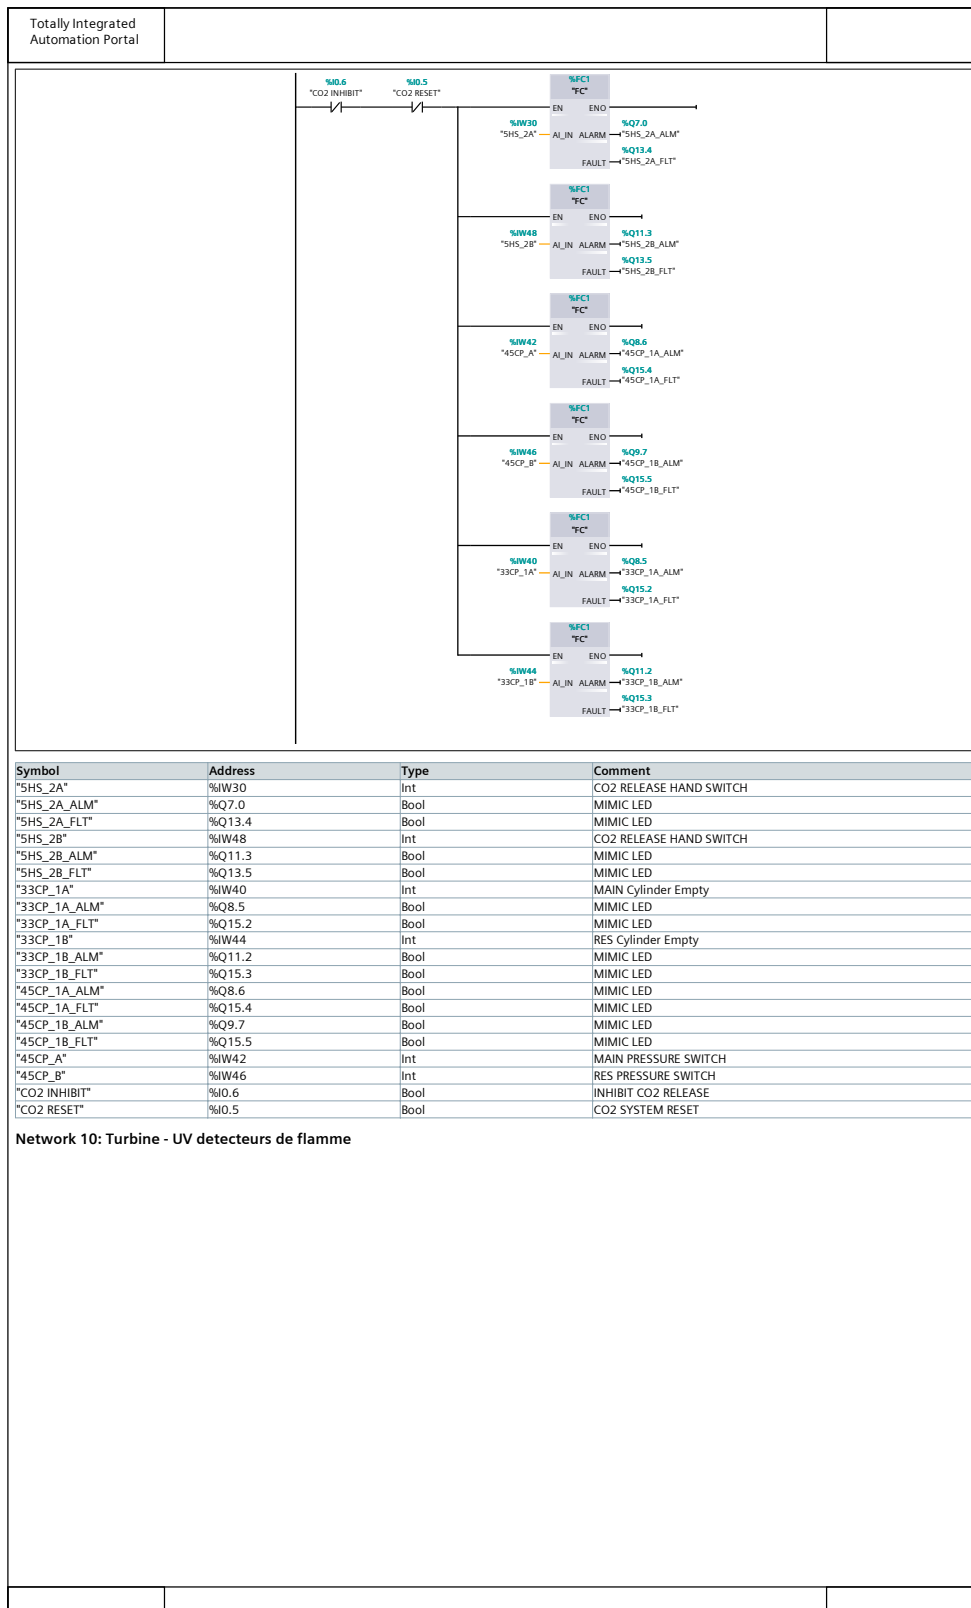 Totally Integrated
Automation Portal
%I0.6
"CO2 INHIBIT"
%I0.5
"CO2 RESET"
%FC1
"FC"
EN ENO
%IW30
"5HS_2A"
AI_IN ALARM
%Q7.0
"5HS_2A_ALM"
FAULT
%Q13.4
"5HS_2A_FLT"
%FC1
"FC"
EN ENO
%IW48
"5HS_2B"
AI_IN ALARM
%Q11.3
"5HS_2B_ALM"
FAULT
%Q13.5
"5HS_2B_FLT"
%FC1
"FC"
EN ENO
%IW42
"45CP_A"
AI_IN ALARM
%Q8.6
"45CP_1A_ALM"
FAULT
%Q15.4
"45CP_1A_FLT"
%FC1
"FC"
EN ENO
%IW46
"45CP_B"
AI_IN ALARM
%Q9.7
"45CP_1B_ALM"
FAULT
%Q15.5
"45CP_1B_FLT"
%FC1
"FC"
EN ENO
%IW40
"33CP_1A"
AI_IN ALARM
%Q8.5
"33CP_1A_ALM"
FAULT
%Q15.2
"33CP_1A_FLT"
%FC1
"FC"
EN ENO
%IW44
"33CP_1B"
AI_IN ALARM
%Q11.2
"33CP_1B_ALM"
FAULT
%Q15.3
"33CP_1B_FLT"
Symbol Address Type Comment
"5HS_2A" %IW30 Int CO2 RELEASE HAND SWITCH
"5HS_2A_ALM" %Q7.0 Bool MIMIC LED
"5HS_2A_FLT" %Q13.4 Bool MIMIC LED
"5HS_2B" %IW48 Int CO2 RELEASE HAND SWITCH
"5HS_2B_ALM" %Q11.3 Bool MIMIC LED
"5HS_2B_FLT" %Q13.5 Bool MIMIC LED
"33CP_1A" %IW40 Int MAIN Cylinder Empty
"33CP_1A_ALM" %Q8.5 Bool MIMIC LED
"33CP_1A_FLT" %Q15.2 Bool MIMIC LED
"33CP_1B" %IW44 Int RES Cylinder Empty
"33CP_1B_ALM" %Q11.2 Bool MIMIC LED
"33CP_1B_FLT" %Q15.3 Bool MIMIC LED
"45CP_1A_ALM" %Q8.6 Bool MIMIC LED
"45CP_1A_FLT" %Q15.4 Bool MIMIC LED
"45CP_1B_ALM" %Q9.7 Bool MIMIC LED
"45CP_1B_FLT" %Q15.5 Bool MIMIC LED
"45CP_A" %IW42 Int MAIN PRESSURE SWITCH
"45CP_B" %IW46 Int RES PRESSURE SWITCH
"CO2 INHIBIT" %I0.6 Bool INHIBIT CO2 RELEASE
"CO2 RESET" %I0.5 Bool CO2 SYSTEM RESET
Network 10: Turbine - UV detecteurs de flamme